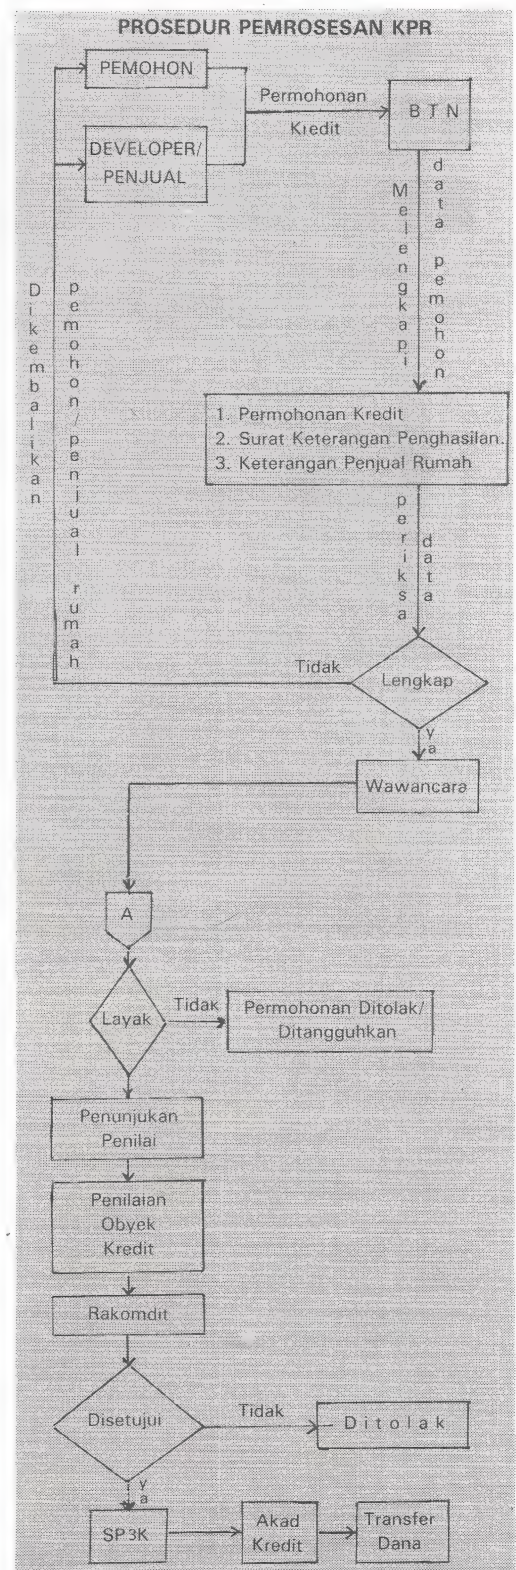 PROSEDUR PEMROSESAN KPR
PEMOHON
DEVELOPER/
PENJUAL
Permohonan
Kredit
B T N
Melengkapi
data pemohon
1. Permohonan Kredit
2. Surat Keterangan Penghasilan.
3. Keterangan Penjual Rumah
periksa
data
Dikembalikan
pemohon/penjual rumah
Tidak
Lengkap
ya
Wawancara
A
Layak
Tidak
Permohonan Ditolak/
Ditangguhkan
Penunjukan
Penilai
Penilaian
Obyek
Kredit
Rakomdit
Disetujui
Tidak
Ditolak
ya
SP3K
Akad
Kredit
Transfer
Dana